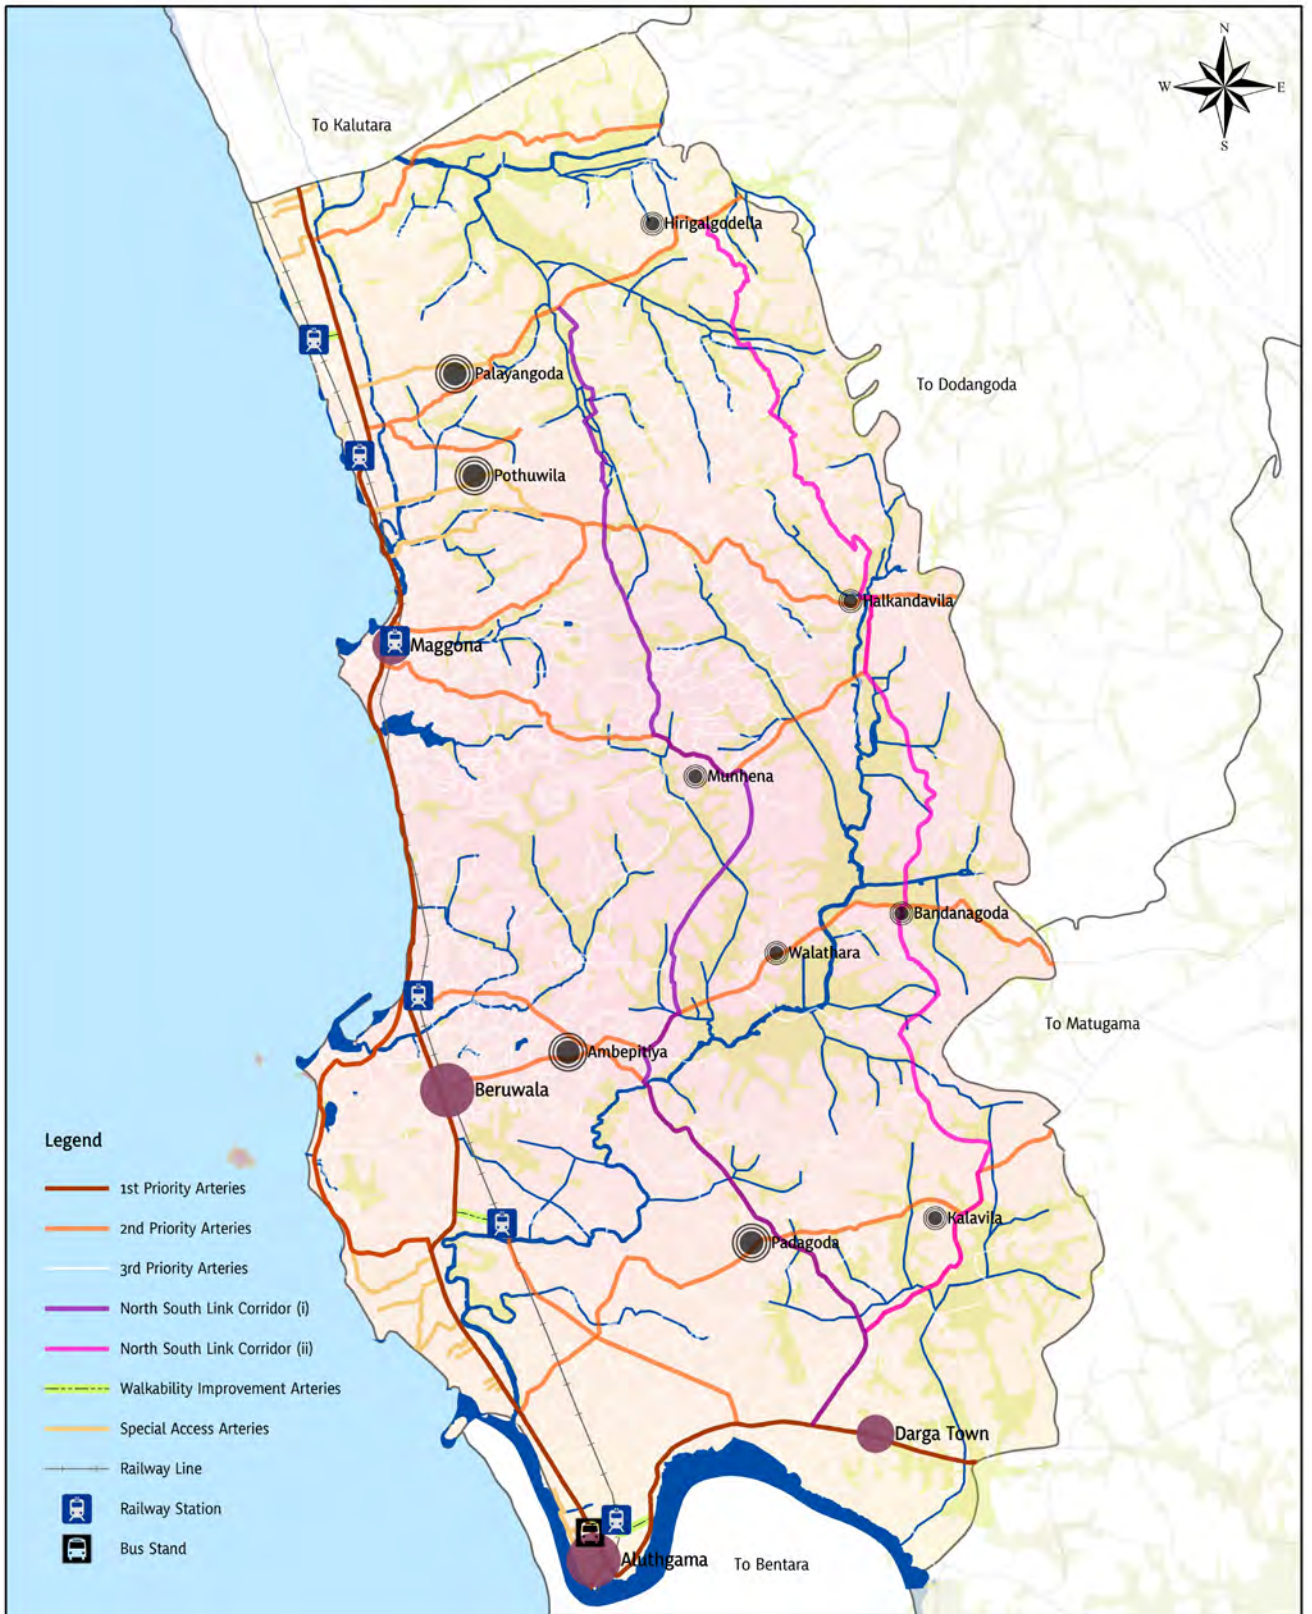 N
W
E
S
To Kalutara
Hirigalgodella
Palayangoda
To Dodangoda
Pothuwila
Halkandavila
Maggona
Munhena
Bandanagoda
Walathara
To Matugama
Ambepitiya
Beruwala
Kalavila
Padagoda
Darga Town
Aluthgama
To Bentara
Legend
1st Priority Arteries
2nd Priority Arteries
3rd Priority Arteries
North South Link Corridor (i)
North South Link Corridor (ii)
Walkability Improvement Arteries
Special Access Arteries
Railway Line
Railway Station
Bus Stand